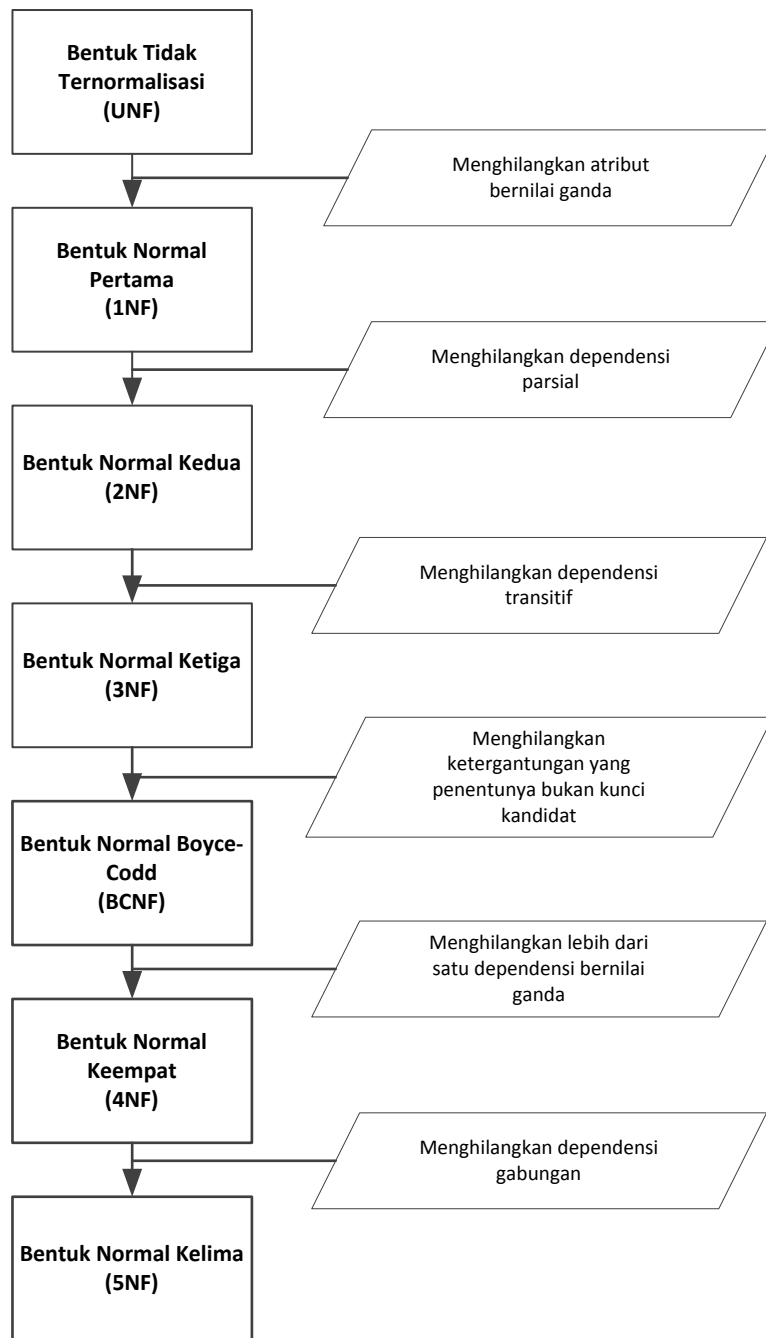 Bentuk Tidak
Ternormalisasi
(UNF)
Menghilangkan atribut
bernilai ganda
Bentuk Normal
Pertama
(1NF)
Menghilangkan dependensi
parsial
Bentuk Normal Kedua
(2NF)
Menghilangkan dependensi
transitif
Bentuk Normal Ketiga
(3NF)
Menghilangkan
ketergantungan yang
penentunya bukan kunci
kandidat
Bentuk Normal Boyce-
Codd
(BCNF)
Menghilangkan lebih dari
satu dependensi bernilai
ganda
Bentuk Normal
Keempat
(4NF)
Menghilangkan dependensi
gabungan
Bentuk Normal Kelima
(5NF)